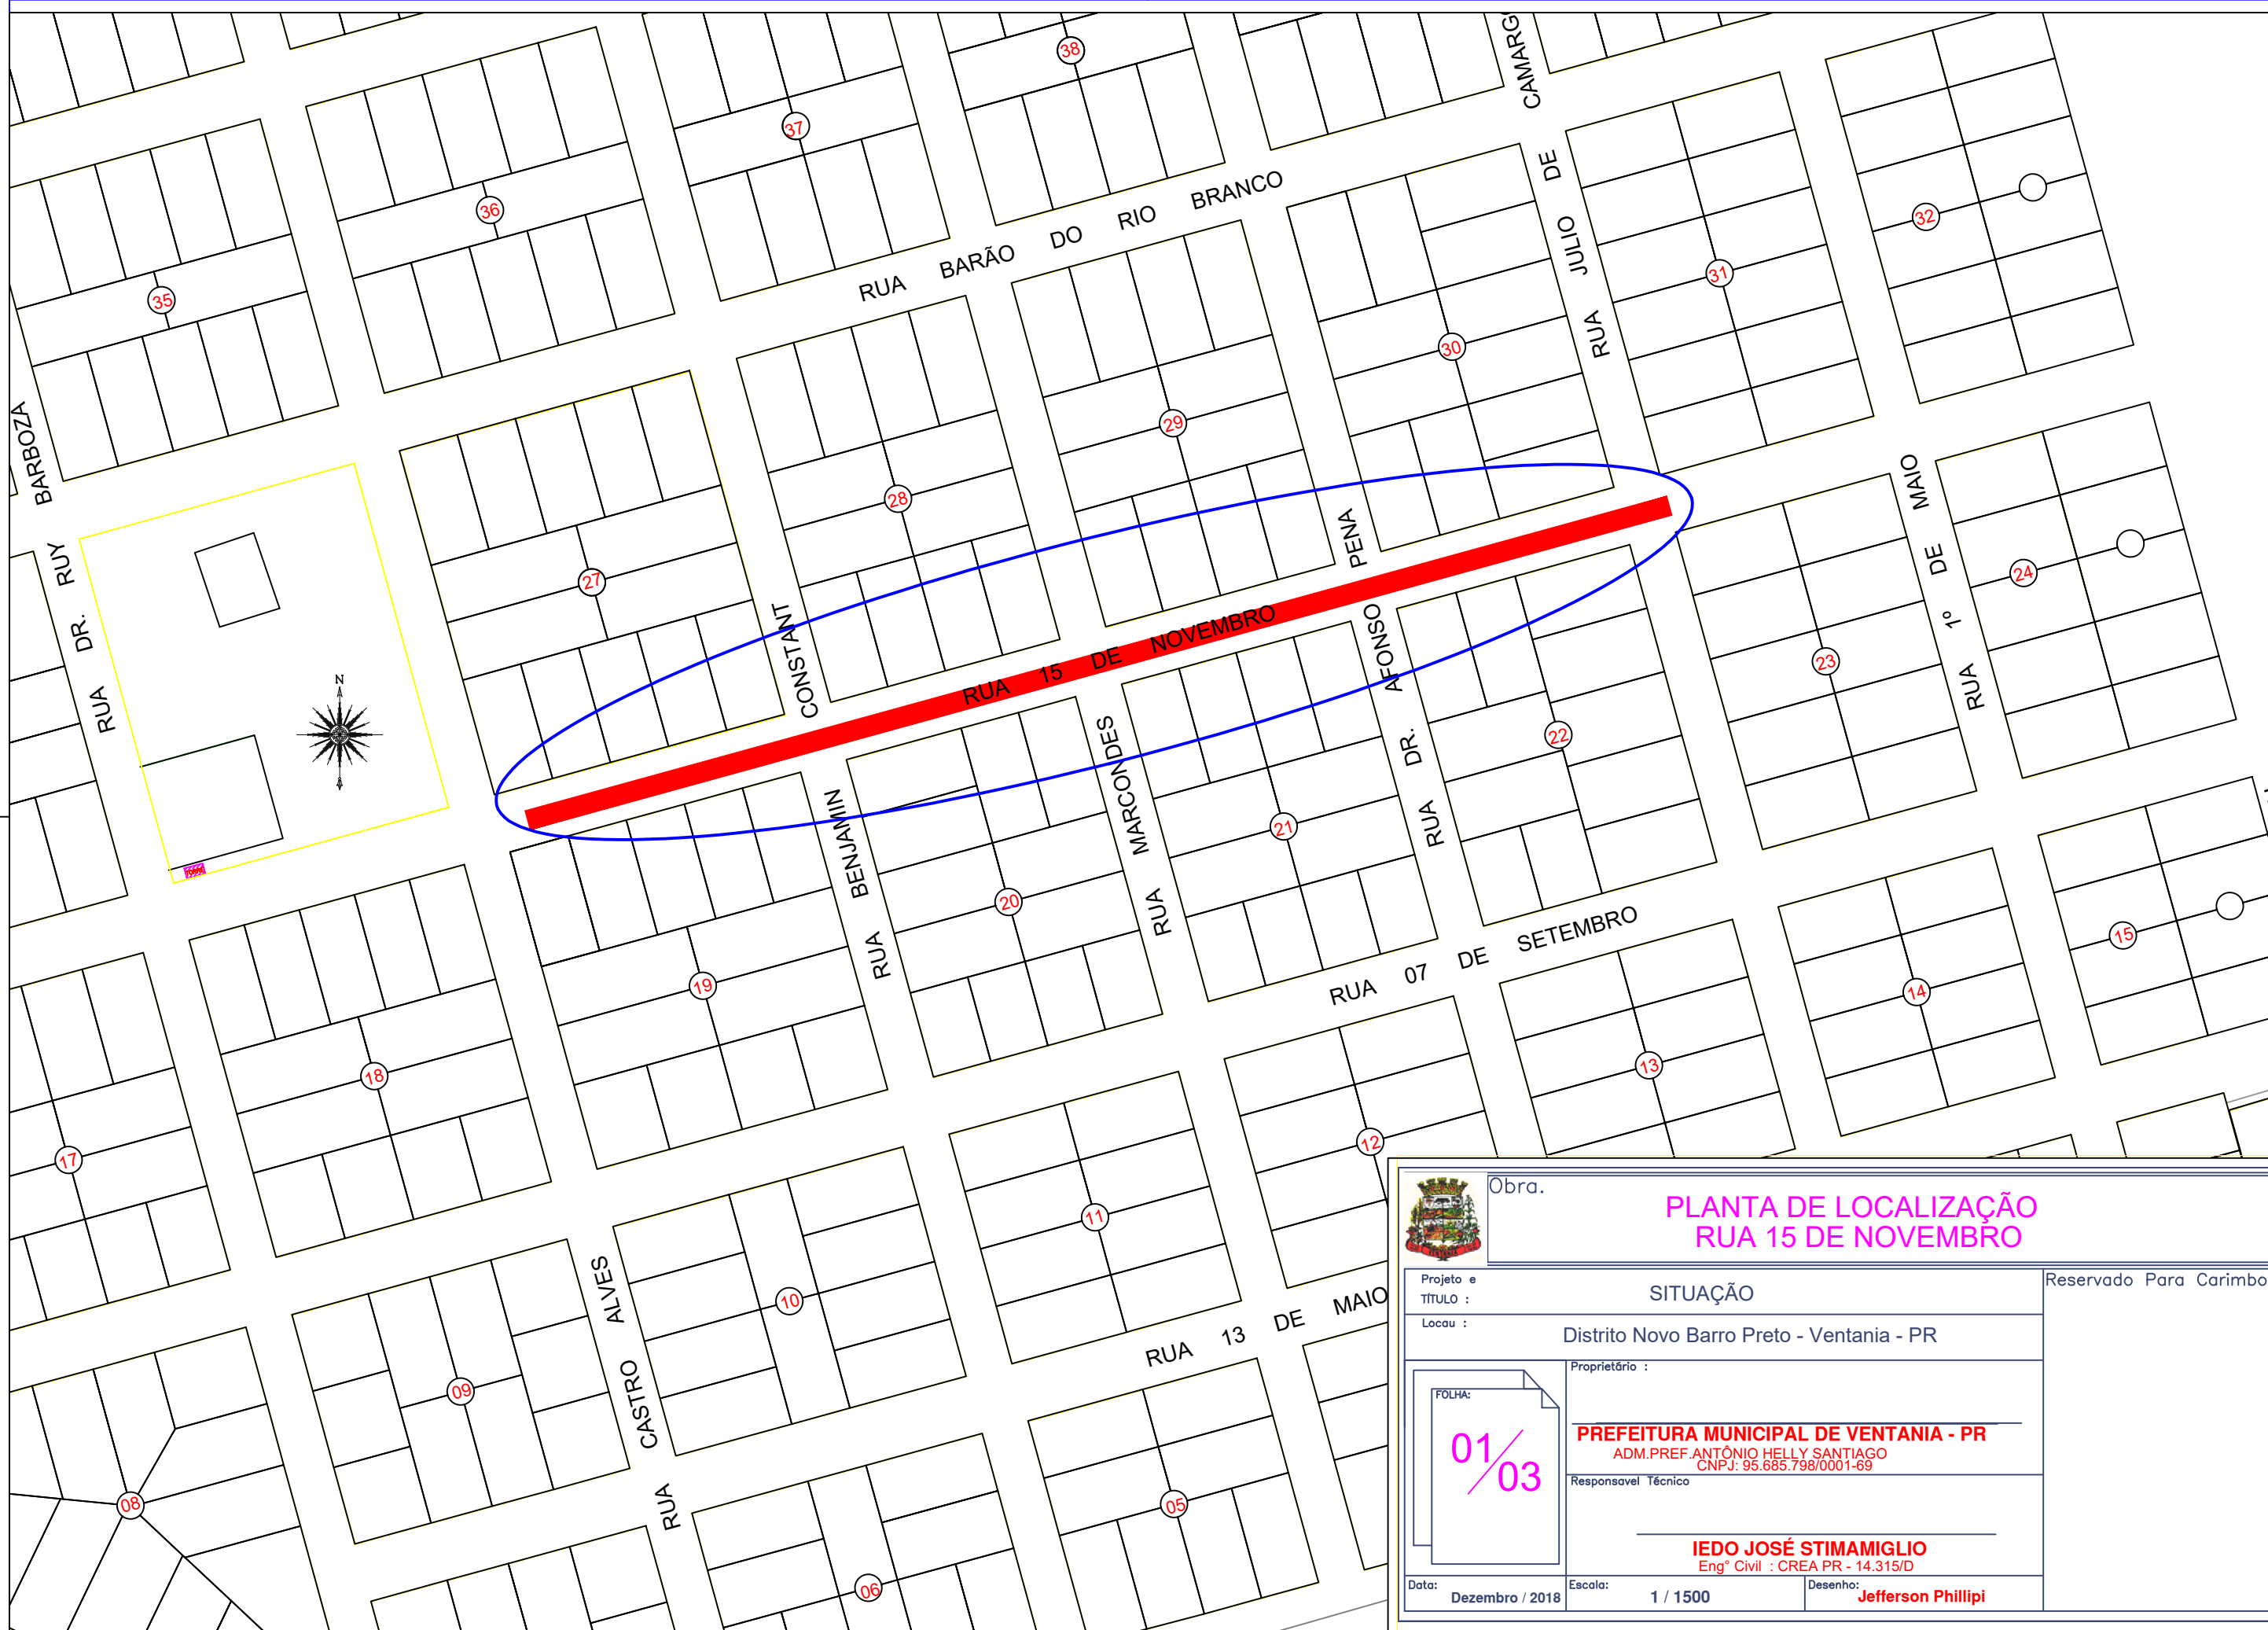 38
CAMARGO
37
DE
36
BRANCO
RIO
DO
BARÃO
RUA
32
JULIO
31
35
RUA
30
BARBOZA
29
MAIO
28
RUY
PENA
DE
24
27
DR.
CONSTANT
RUA 15 DE NOVEMBRO
AFONSO
1º
23
RUA
N
RUA
MARCONDES
DR.
22
BENJAMIN
RUA
21
RUA
20
RUA
RUA 07 DE SETEMBRO
15
19
14
18
13
12
17
11
ALVES
10
RUA 13 DE MAIO
CASTRO
09
RUA
08
05
06
Obra.
PLANTA DE LOCALIZAÇÃO
RUA 15 DE NOVEMBRO
VENTANIA
Projeto e
TÍTULO :
SITUAÇÃO
Reservado Para Carimbo
Locau :
Distrito Novo Barro Preto - Ventania - PR
Proprietário :
FOLHA:
01/03
PREFEITURA MUNICIPAL DE VENTANIA - PR
ADM.PREF.ANTÔNIO HELLY SANTIAGO
CNPJ: 95.685.798/0001-69
Responsavel Técnico
IEDO JOSÉ STIMAMIGLIO
Eng° Civil : CREA PR - 14.315/D
Data:
Dezembro / 2018
Escala:
1 / 1500
Desenho:
Jefferson Phillipi